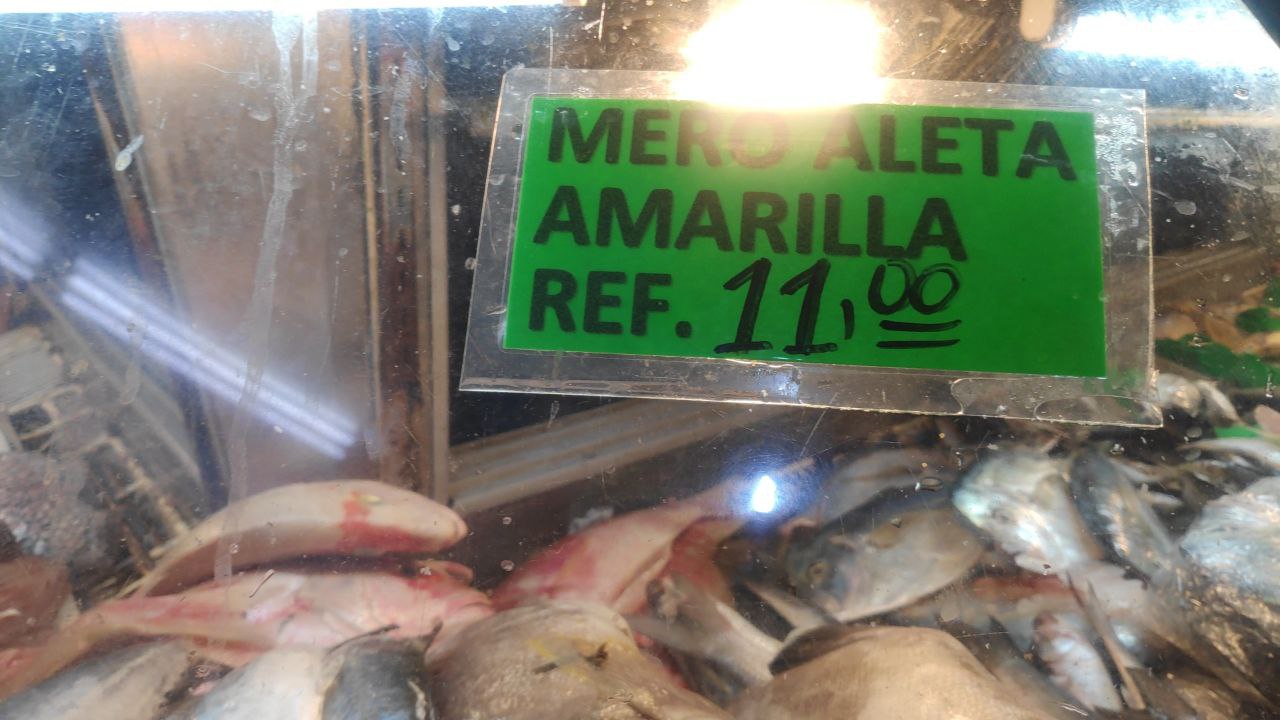 MERO ALETA
AMARILLA
REF. 11,00